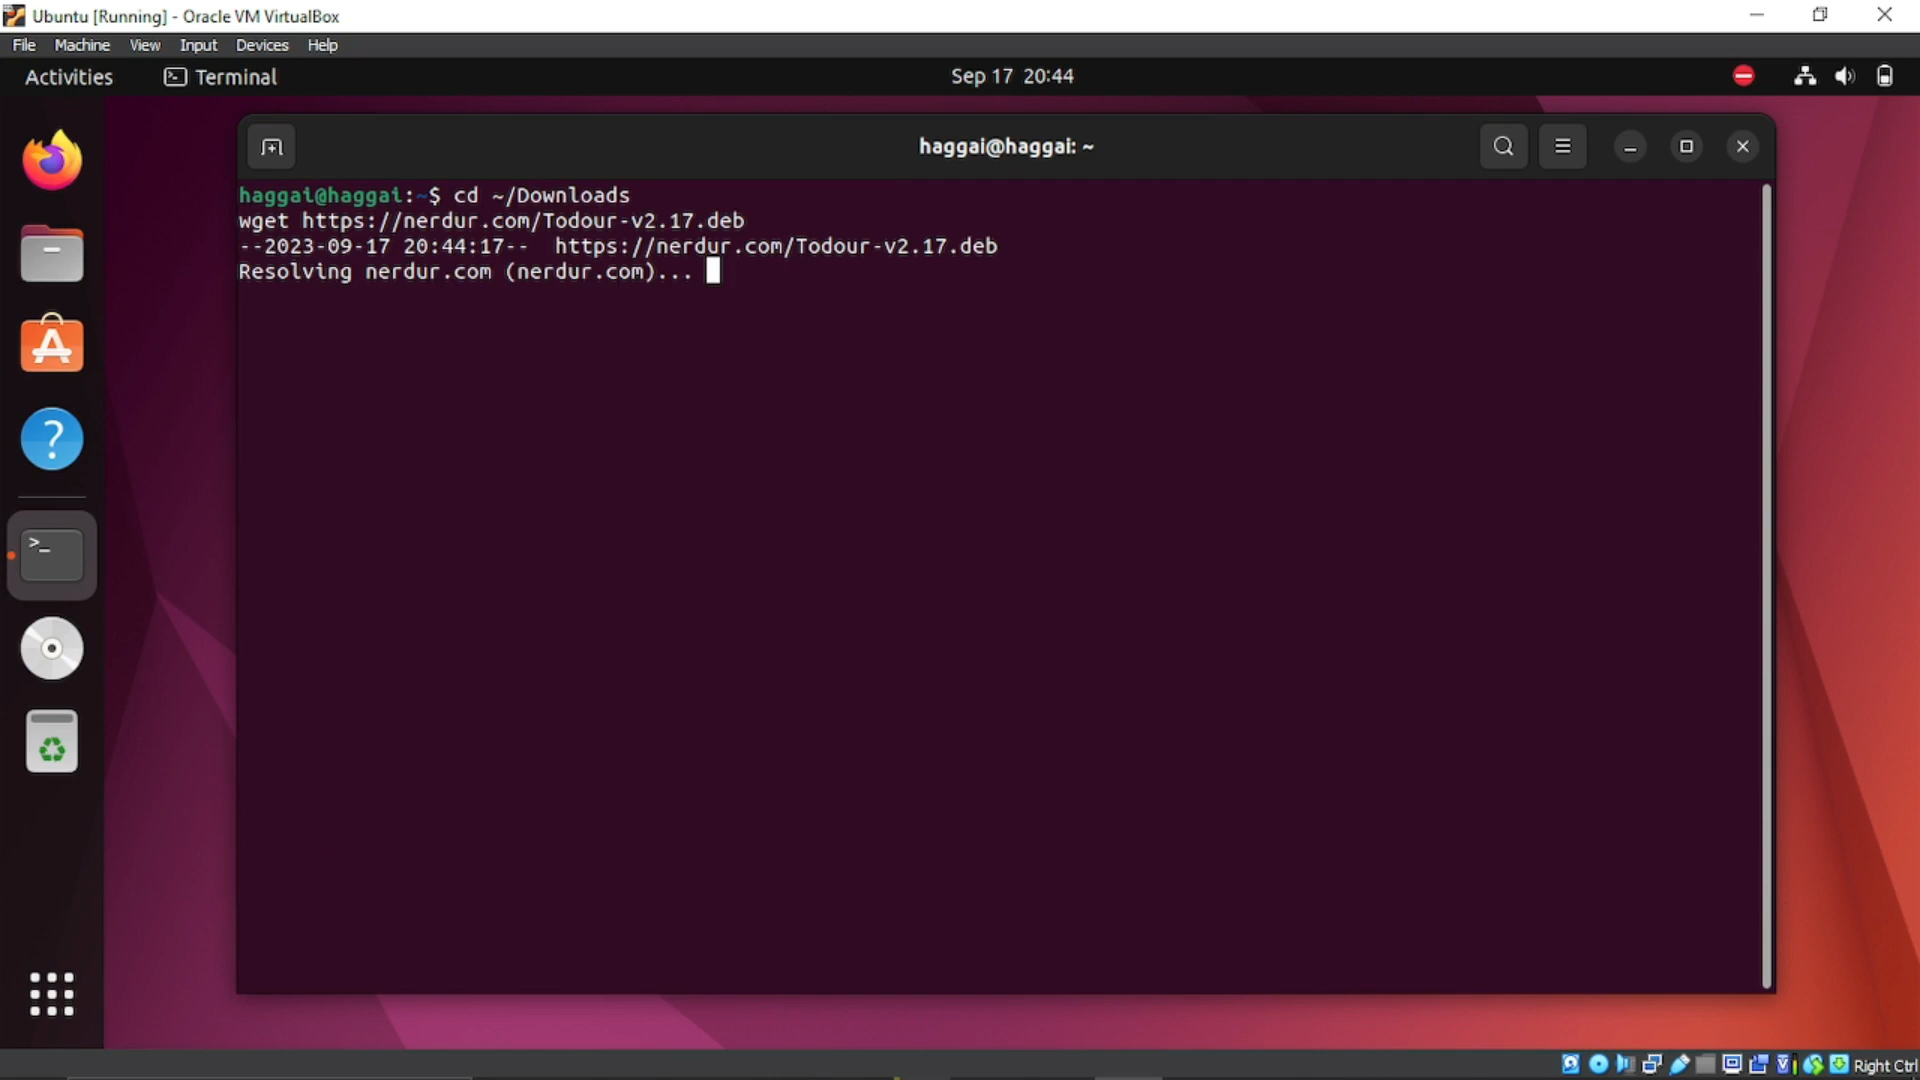 Ubuntu [Running] - Oracle VM VirtualBox
File Machine View Input Devices Help
Activities Terminal Sep 17 20:44
haggai@haggai: ~
haggai@haggai:~$ cd ~/Downloads
wget https://nerdur.com/Todour-v2.17.deb
--2023-09-17 20:44:17-- https://nerdur.com/Todour-v2.17.deb
Resolving nerdur.com (nerdur.com)...
Right Ctrl